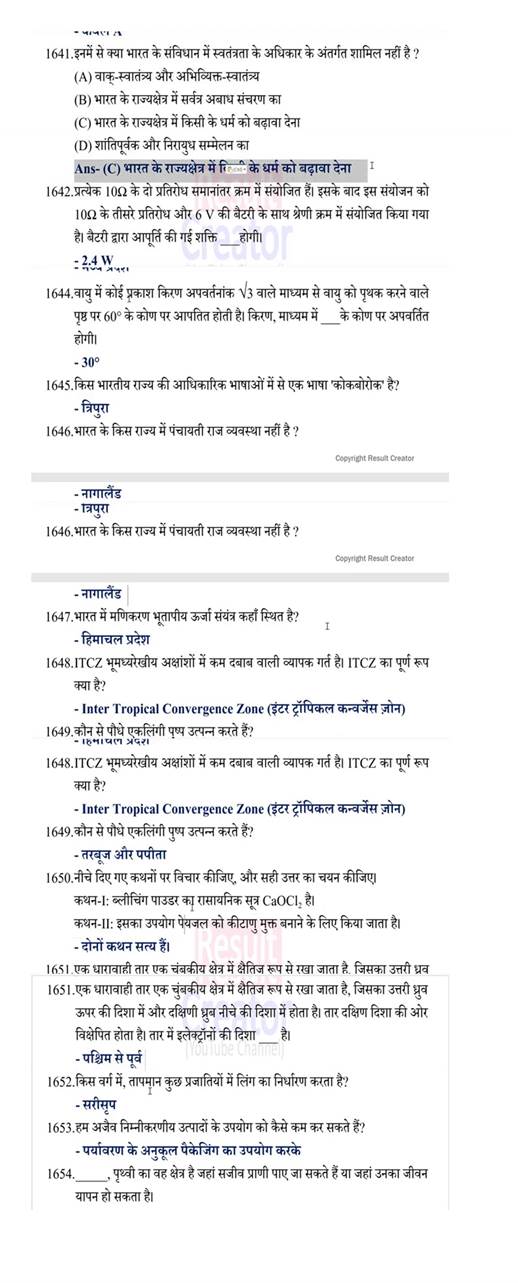 1641.इनमें से क्या भारत के संविधान में स्वतंत्रता के अधिकार के अंतर्गत शामिल नहीं है ?
(A) वाक्-स्वातंत्र्य और अभिव्यिक्त-स्वातंत्र्य
(B) भारत के राज्यक्षेत्र में सर्वत्र अबाध संचरण का
(C) भारत के राज्यक्षेत्र में किसी के धर्म को बढ़ावा देना
(D) शांतिपूर्वक और निरायुध सम्मेलन का
Ans- (C) भारत के राज्यक्षेत्र में के धर्म को बढ़ावा देना
1642.प्रत्येक 10Ω के दो प्रतिरोध समानांतर क्रम में संयोजित हैं। इसके बाद इस संयोजन को
10Ω के तीसरे प्रतिरोध और 6 V की बैटरी के साथ श्रेणी क्रम में संयोजित किया गया
है। बैटरी द्वारा आपूर्ति की गई शक्ति ___होगी।
- 2.4 W
1644.वायु में कोई प्रकाश किरण अपवर्तनांक √3 वाले माध्यम से वायु को पृथक करने वाले
पृष्ठ पर 60° के कोण पर आपतित होती है। किरण, माध्यम में ___के कोण पर अपवर्तित
होगी।
- 30°
1645.किस भारतीय राज्य की आधिकारिक भाषाओं में से एक भाषा 'कोकबोरोक' है?
- त्रिपुरा
1646.भारत के किस राज्य में पंचायती राज व्यवस्था नहीं है ?
Copyright Result Creator
- नागालैंड
- त्रिपुरा
1646.भारत के किस राज्य में पंचायती राज व्यवस्था नहीं है ?
Copyright Result Creator
- नागालैंड
1647.भारत में मणिकरण भूतापीय ऊर्जा संयंत्र कहाँ स्थित है?
- हिमाचल प्रदेश
1648.ITCZ भूमध्यरेखीय अक्षांशों में कम दबाब वाली व्यापक गर्त है। ITCZ का पूर्ण रूप
क्या है?
- Inter Tropical Convergence Zone (इंटर ट्रॉपिकल कन्वर्जेंस ज़ोन)
1649.कौन से पौधे एकलिंगी पुष्प उत्पन्न करते हैं?
- हिमाचल प्रदेश
1648.ITCZ भूमध्यरेखीय अक्षांशों में कम दबाब वाली व्यापक गर्त है। ITCZ का पूर्ण रूप
क्या है?
- Inter Tropical Convergence Zone (इंटर ट्रॉपिकल कन्वर्जेंस ज़ोन)
1649.कौन से पौधे एकलिंगी पुष्प उत्पन्न करते हैं?
- तरबूज और पपीता
1650.नीचे दिए गए कथनों पर विचार कीजिए, और सही उत्तर का चयन कीजिए।
कथन-I: ब्लीचिंग पाउडर का रासायनिक सूत्र CaOCl₂ है।
कथन-II: इसका उपयोग पेयजल को कीटाणु मुक्त बनाने के लिए किया जाता है।
- दोनों कथन सत्य हैं।
1651.एक धारावाही तार एक चुंबकीय क्षेत्र में क्षैतिज रूप से रखा जाता है, जिसका उत्तरी ध्रुव
1651.एक धारावाही तार एक चुंबकीय क्षेत्र में क्षैतिज रूप से रखा जाता है, जिसका उत्तरी ध्रुव
ऊपर की दिशा में और दक्षिणी ध्रुब नीचे की दिशा में होता है। तार दक्षिण दिशा की ओर
विक्षेपित होता है। तार में इलेक्ट्रॉनों की दिशा ___ है।
- पश्चिम से पूर्व
1652.किस वर्ग में, तापमान कुछ प्रजातियों में लिंग का निर्धारण करता है?
- सरीसृप
1653.हम अजैव निम्नीकरणीय उत्पादों के उपयोग को कैसे कम कर सकते हैं?
- पर्यावरण के अनुकूल पैकेजिंग का उपयोग करके
1654._____, पृथ्वी का वह क्षेत्र है जहां सजीव प्राणी पाए जा सकते हैं या जहां उनका जीवन
यापन हो सकता है।